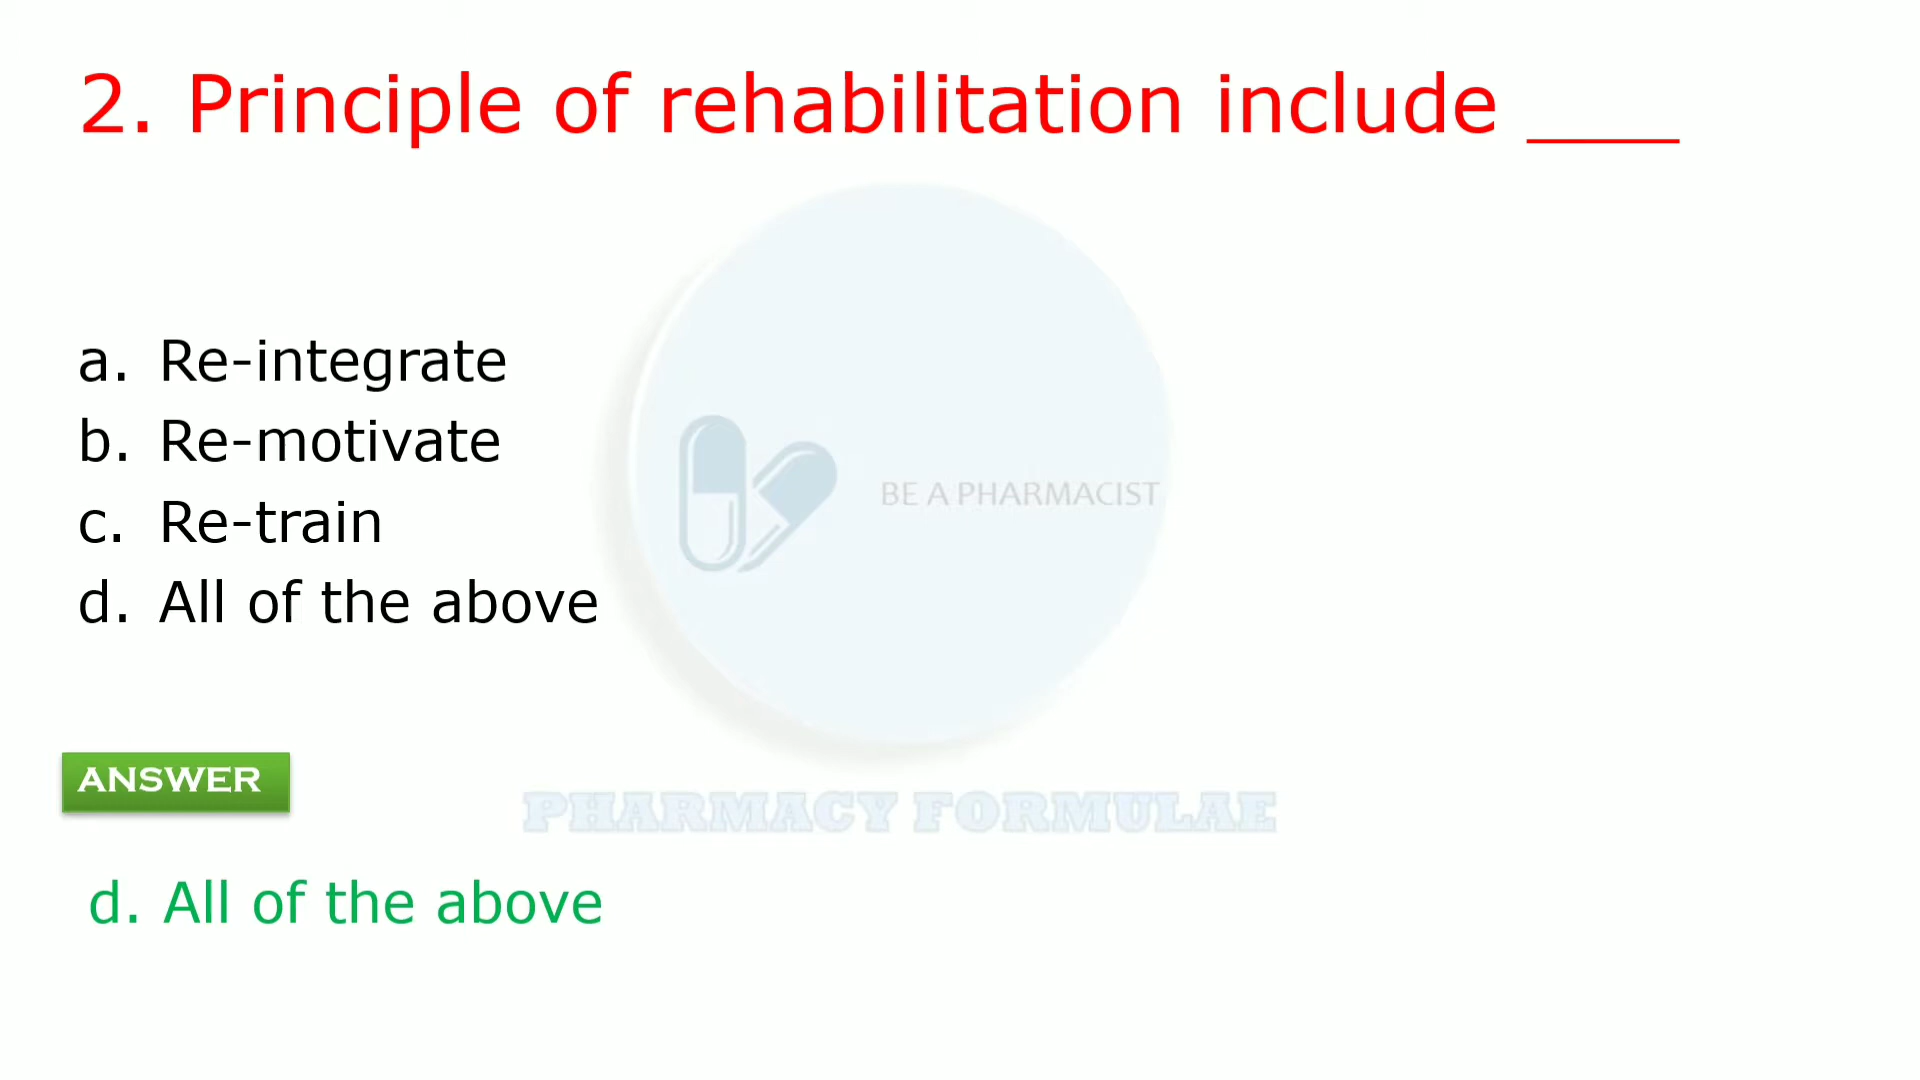 2. Principle of rehabilitation include ____
a. Re-integrate
b. Re-motivate
c. Re-train
d. All of the above
BE A PHARMACIST
ANSWER
PHARMACY FORMULAE
d. All of the above